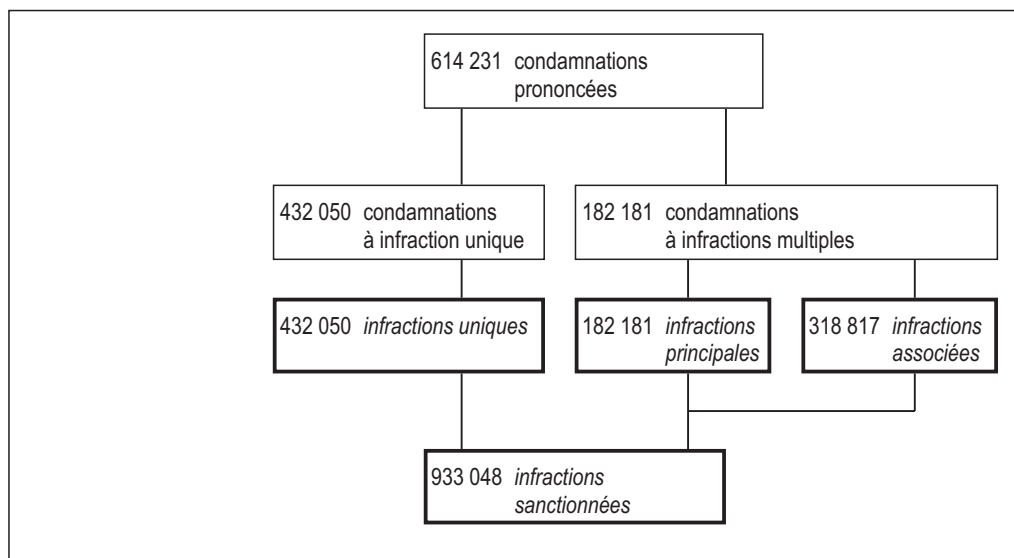 614 231 condamnations
prononcées
432 050 condamnations
à infraction unique
182 181 condamnations
à infractions multiples
432 050 infractions uniques
182 181 infractions
principales
318 817 infractions
associées
933 048 infractions
sanctionnées